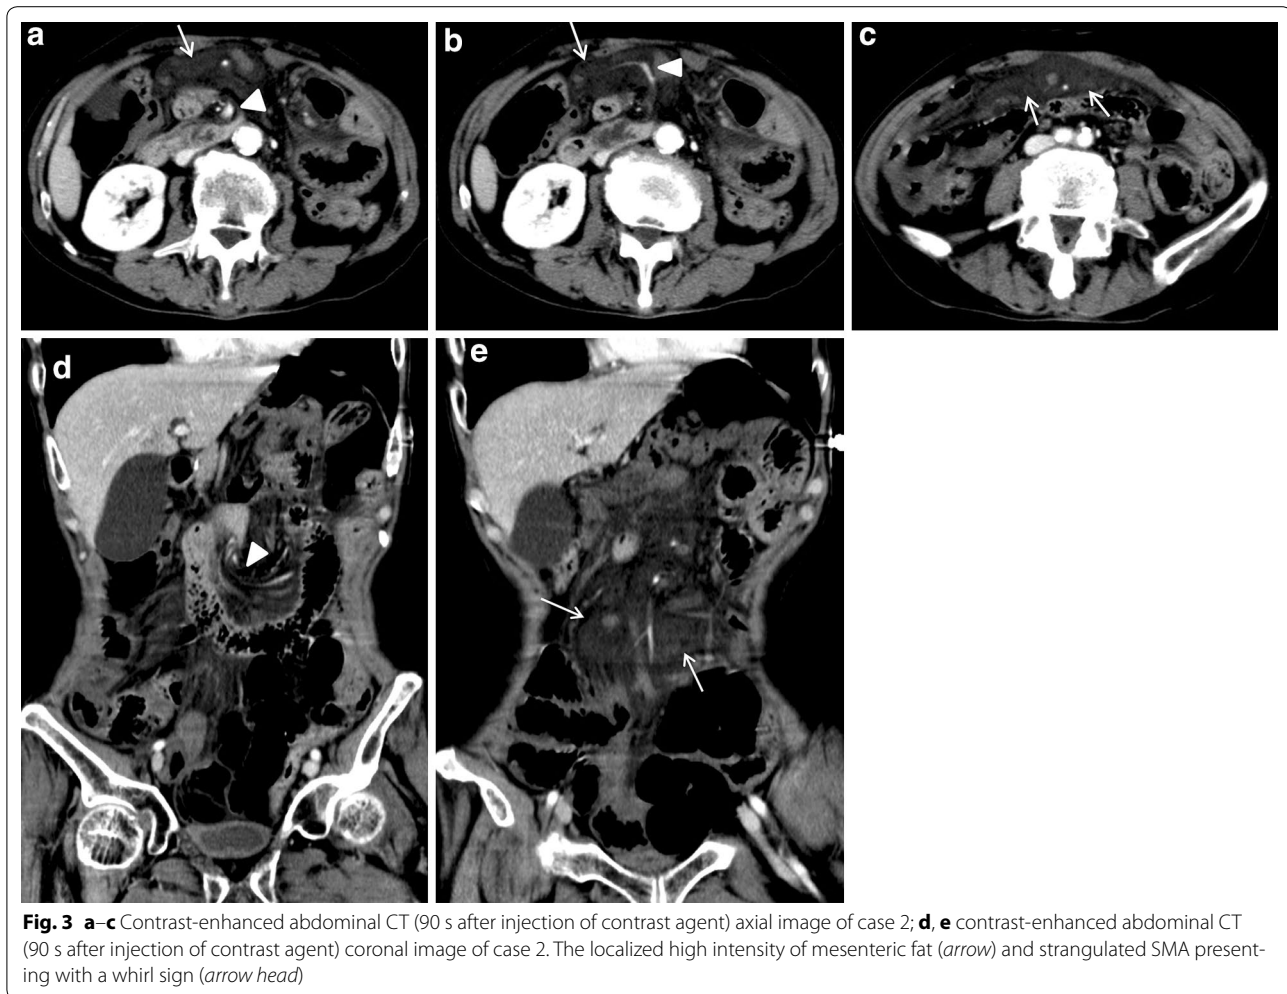 a
b
c
d
e
Fig. 3 a–c Contrast-enhanced abdominal CT (90 s after injection of contrast agent) axial image of case 2; d, e contrast-enhanced abdominal CT
(90 s after injection of contrast agent) coronal image of case 2. The localized high intensity of mesenteric fat (arrow) and strangulated SMA present-
ing with a whirl sign (arrow head)